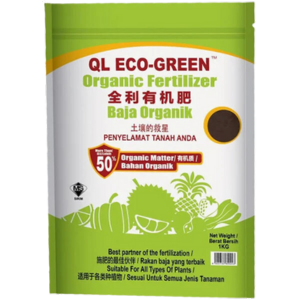 QL ECO-GREEN™
Organic Fertilizer
全利有机肥
Baja Organik
土壤的救星
PENYELAMAT TANAH ANDA
More Than
50%
Organic Matter/ 有机质 /
Bahan Organik
Net Weight /
Berat Bersih
1KG
Best partner of the fertilization /
施肥的最佳伙伴 / Rakan baja yang terbaik
Suitable For All Types Of Plants /
适用于各类种植物 / Sesuai Untuk Semua Jenis Tanaman